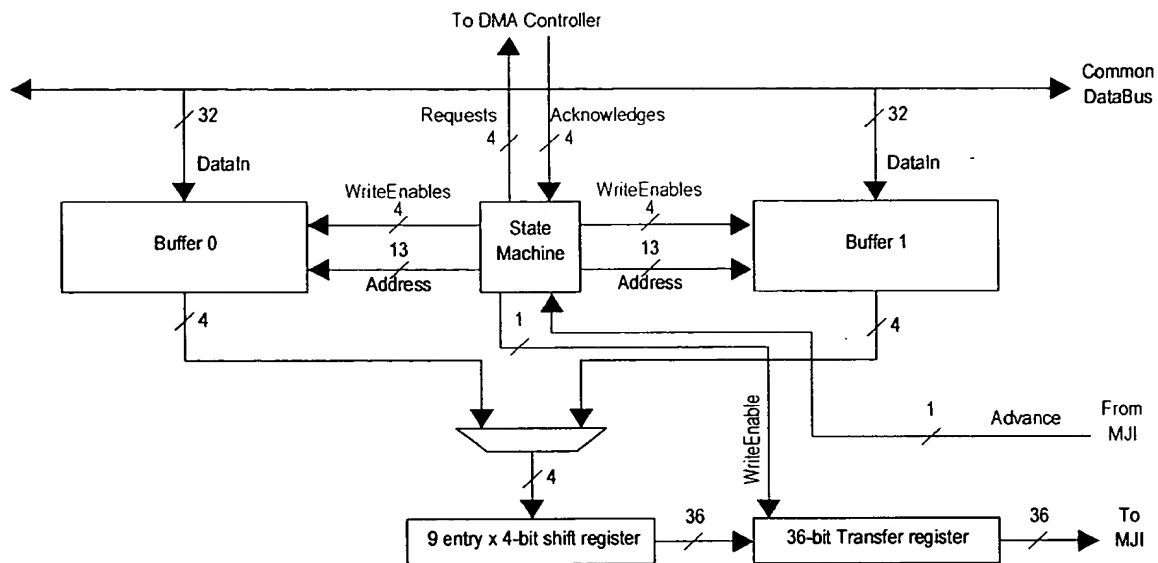 To DMA Controller
Common
DataBus
32
Requests
4
Acknowledges
4
32
DataIn
DataIn
WriteEnables
4
WriteEnables
4
Buffer 0
State
Machine
Buffer 1
13
Address
13
Address
4
1
4
WriteEnable
1
Advance
From
MJI
4
9 entry x 4-bit shift register
36
36-bit Transfer register
36
To
MJI